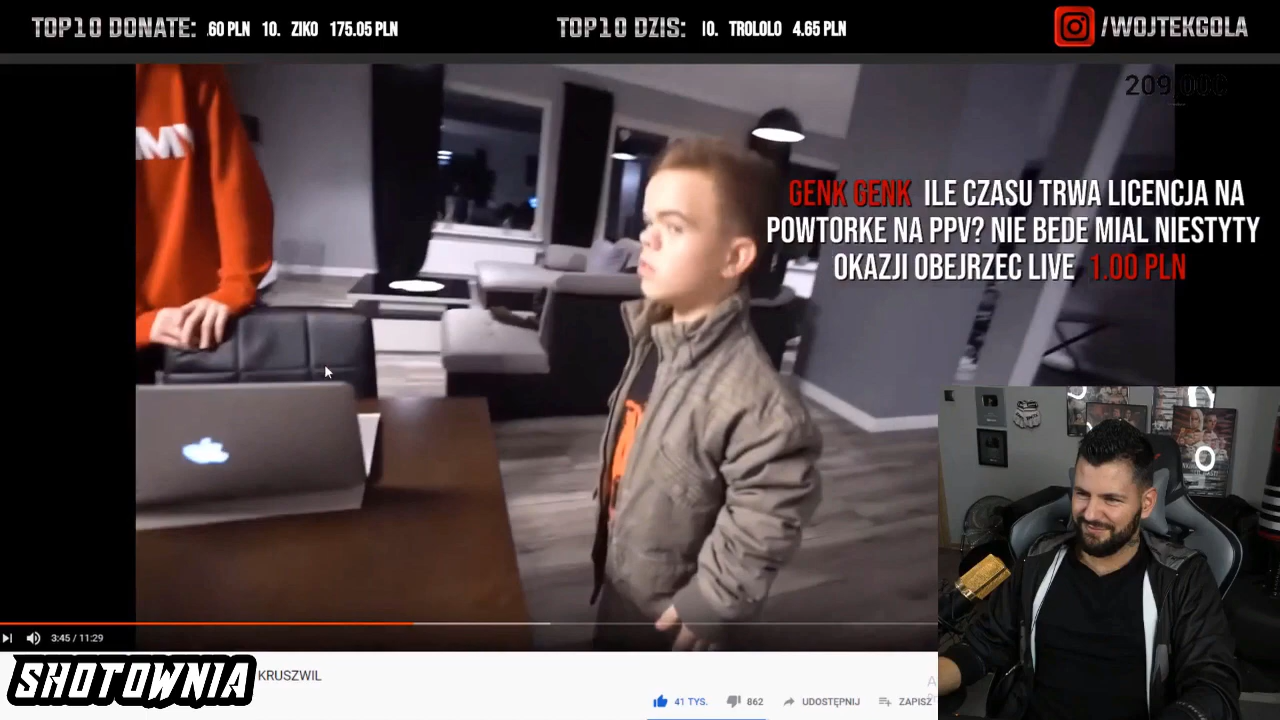 TOP10 DONATE: .60 PLN 10. ZIKO 175.05 PLN
TOP10 DZIS: 10. TROLOLO 4.65 PLN
/WOJTEKGOLA
209
GENK GENK ILE CZASU TRWA LICENCJA NA
POWTORKE NA PPV? NIE BEDE MIAL NIESTYTY
OKAZJI OBEJRZEC LIVE 1.00 PLN
3:45 / 11:29
SHOTOWNIA
KRUSZWIL
41 TYS.
862
UDOSTĘPNIJ
ZAPISZ